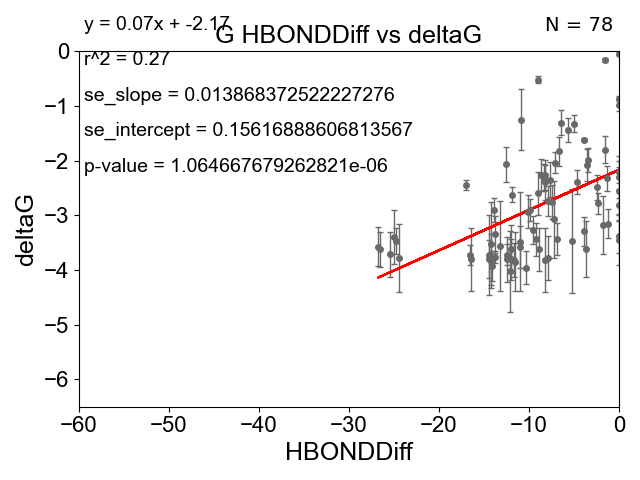 y = 0.07x + -2.17
N = 78
G HBONDDiff vs deltaG
r^2 = 0.27
se_slope = 0.013868372522227276
se_intercept = 0.15616888606813567
p-value = 1.064667679262821e-06
0
−1
−2
−3
−4
−5
−6
deltaG
−60 −50 −40 −30 −20 −10 0
HBONDDiff